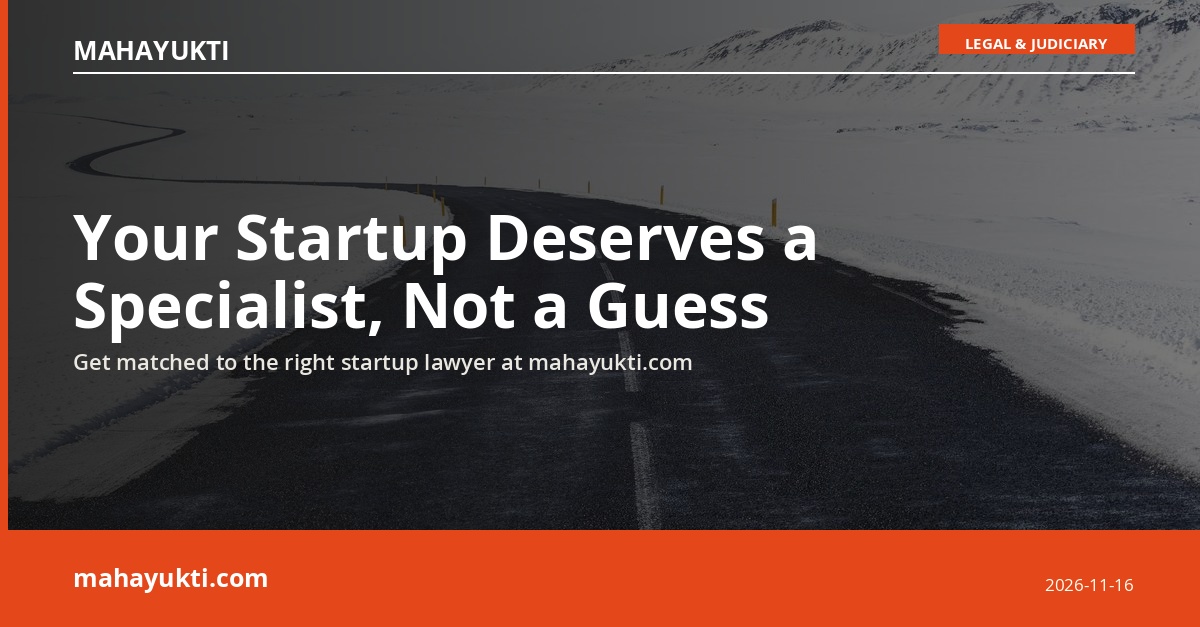 MAHAYUKTI
LEGAL & JUDICIARY
Your Startup Deserves a
Specialist, Not a Guess
Get matched to the right startup lawyer at mahayukti.com
mahayukti.com
2026-11-16